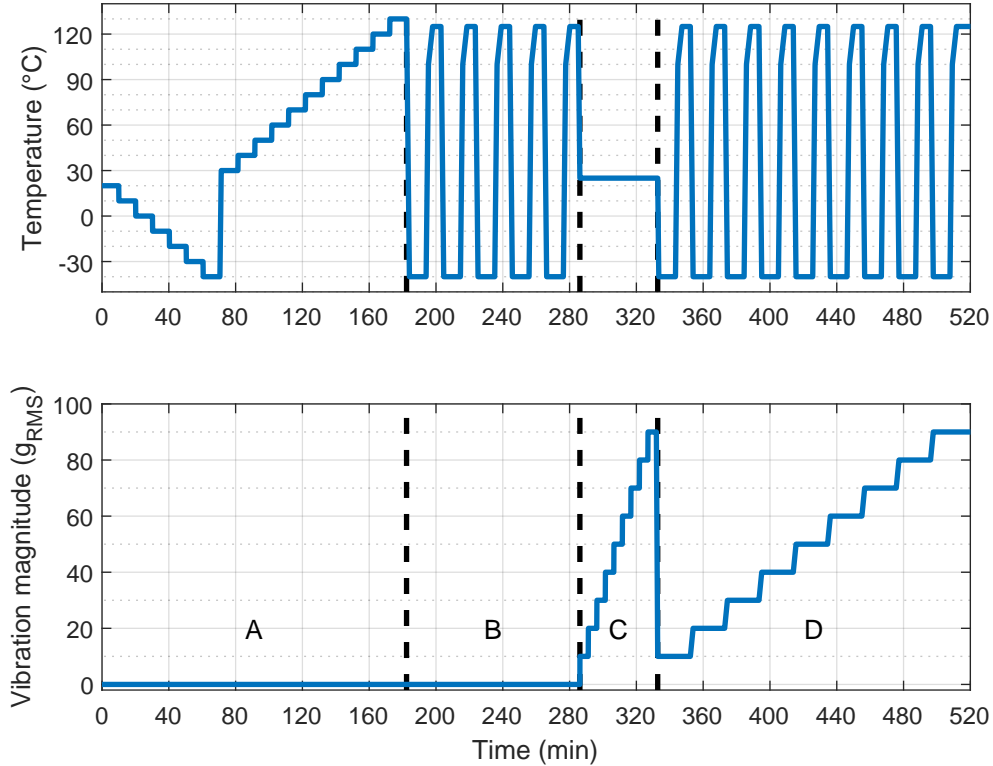 Temperature (°C)
120
90
60
30
0
-30
0 40 80 120 160 200 240 280 320 360 400 440 480 520
Vibration magnitude (gRMS)
100
80
60
40
20
0
A B C D
0 40 80 120 160 200 240 280 320 360 400 440 480 520
Time (min)